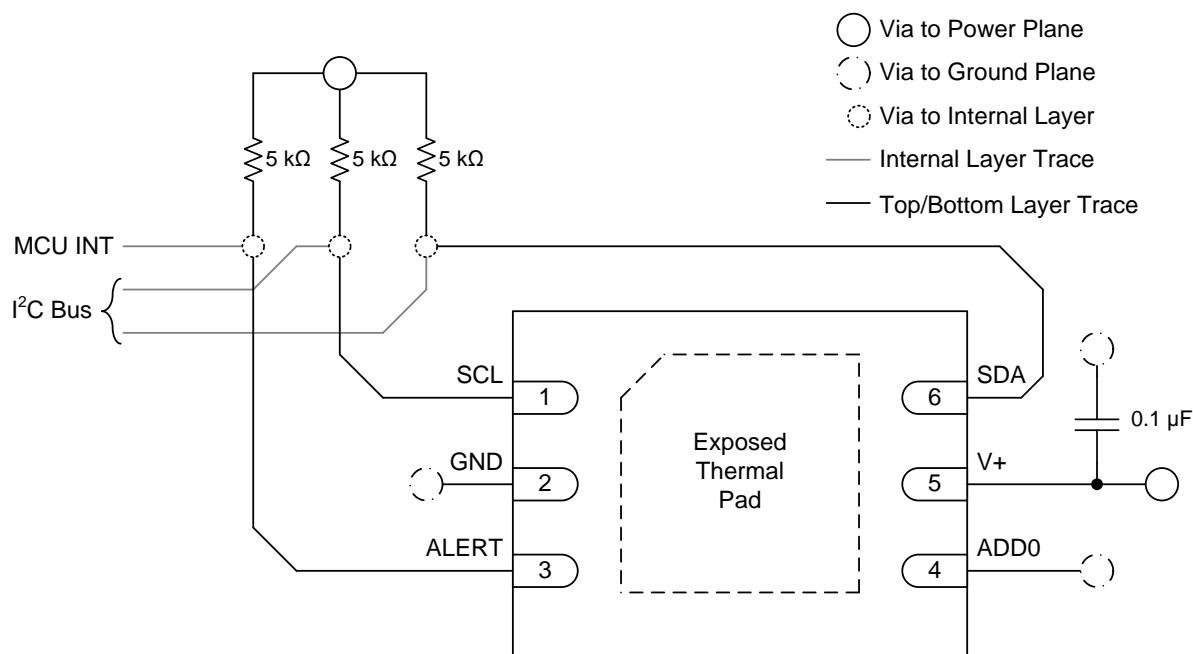 Via to Power Plane
Via to Ground Plane
Via to Internal Layer
Internal Layer Trace
Top/Bottom Layer Trace
5 kΩ
5 kΩ
5 kΩ
MCU INT
I²C Bus
SCL
1
GND
2
ALERT
3
Exposed
Thermal
Pad
SDA
6
V+
5
ADD0
4
0.1 µF